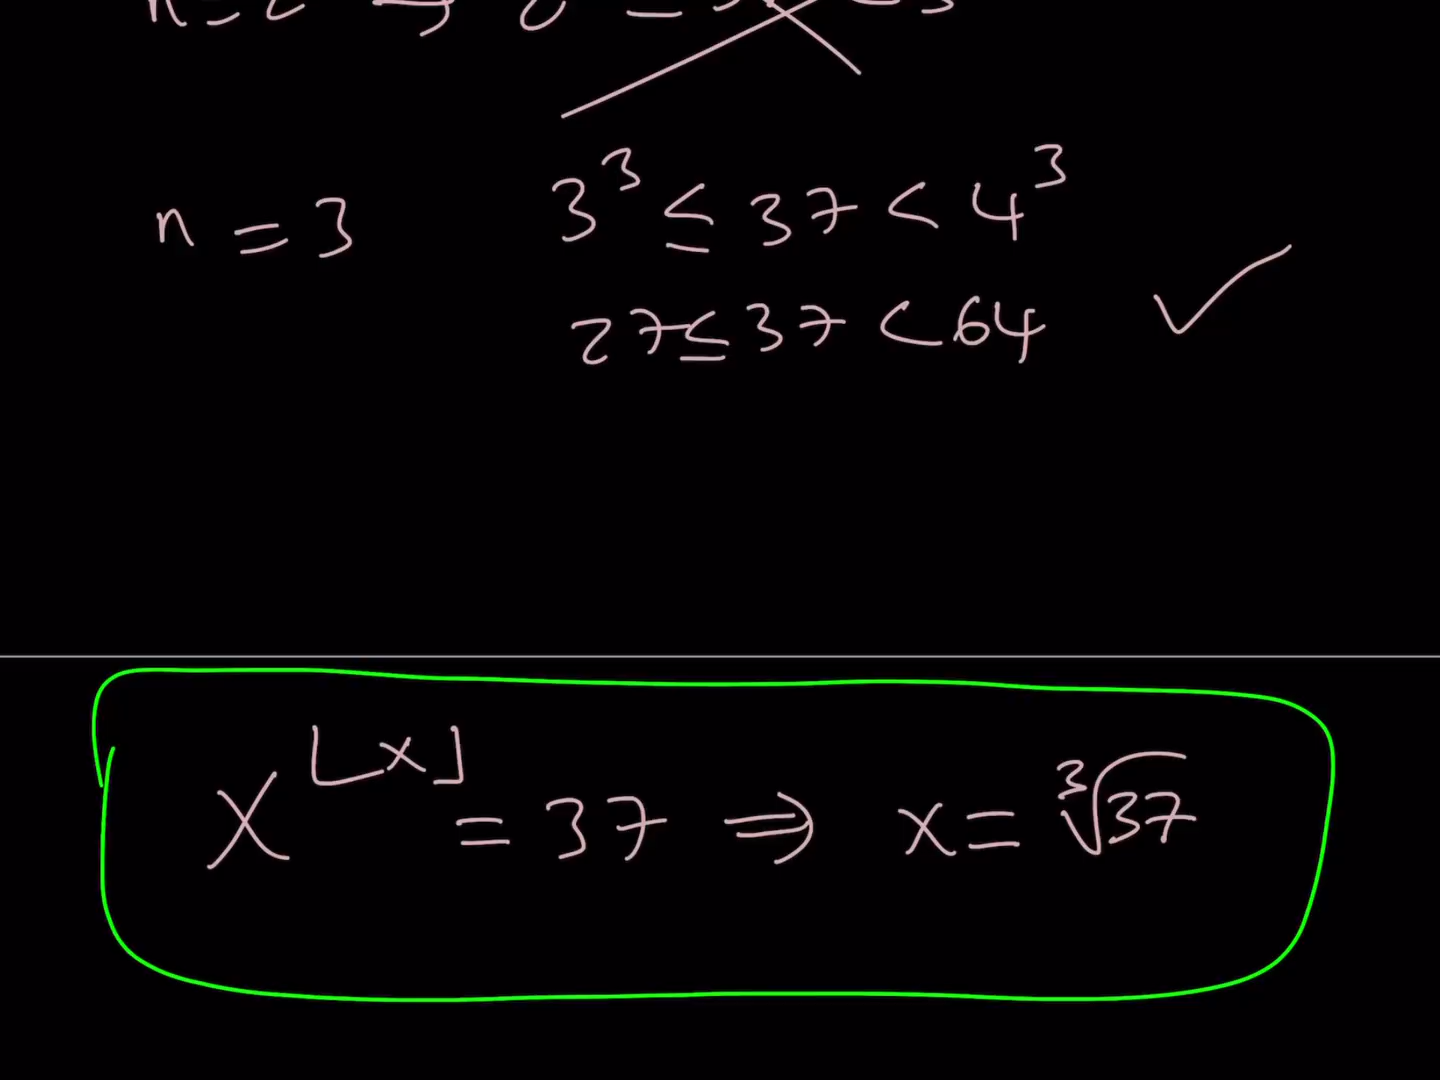 n = 3 3³ ≤ 37 < 4³
27 ≤ 37 < 64 ✓
x^⌊x⌋ = 37 ⇒ x = ∛37